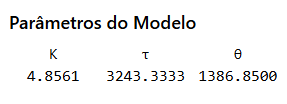 Parâmetros do Modelo
K τ θ
4.8561 3243.3333 1386.8500